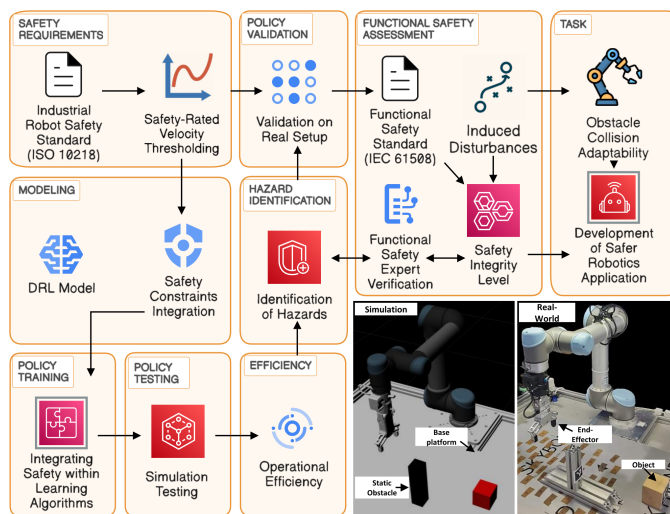 SAFETY
REQUIREMENTS
Industrial
Robot Safety
Standard
(ISO 10218)
Safety-Rated
Velocity
Thresholding
POLICY
VALIDATION
Validation on
Real Setup
FUNCTIONAL SAFETY
ASSESSMENT
Functional
Safety
Standard
(IEC 61508)
Induced
Disturbances
Functional
Safety
Expert
Verification
Safety
Integrity
Level
TASK
Obstacle
Collision
Adaptability
Development
of Safer
Robotics
Application
MODELING
DRL Model
Safety
Constraints
Integration
HAZARD
IDENTIFICATION
Identification
of Hazards
POLICY
TRAINING
Integrating
Safety within
Learning
Algorithms
POLICY
TESTING
Simulation
Testing
EFFICIENCY
Operational
Efficiency
Simulation
Base
platform
Static
Obstacle
Real-
World
End-
Effector
Object